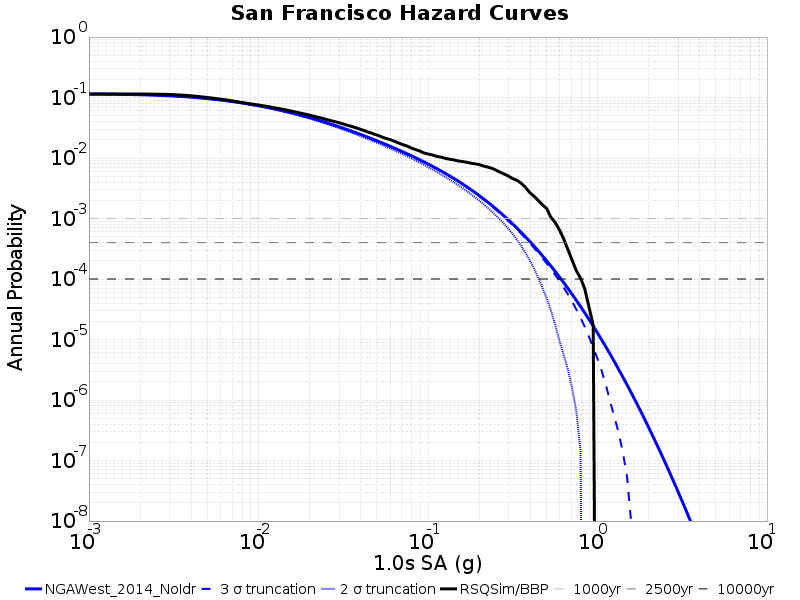 San Francisco Hazard Curves
Annual Probability
10^0
10^-1
10^-2
10^-3
10^-4
10^-5
10^-6
10^-7
10^-8
10^-3 10^-2 10^-1 10^0 10^1
1.0s SA (g)
NGAWest_2014_NoIdr 3 σ truncation 2 σ truncation RSQSim/BBP 1000yr 2500yr 10000yr